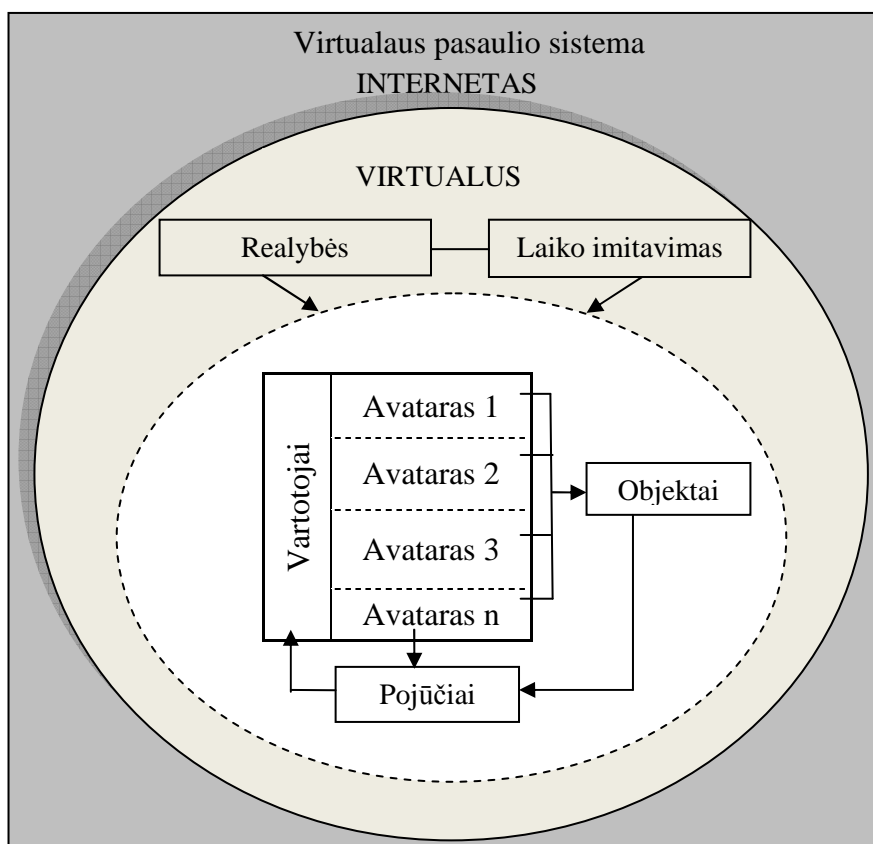 Virtualaus pasaulio sistema
INTERNETAS
VIRTUALUS
Realybės
Laiko imitavimas
Vartotojai
Avataras 1
Avataras 2
Avataras 3
Avataras n
Objektai
Pojūčiai